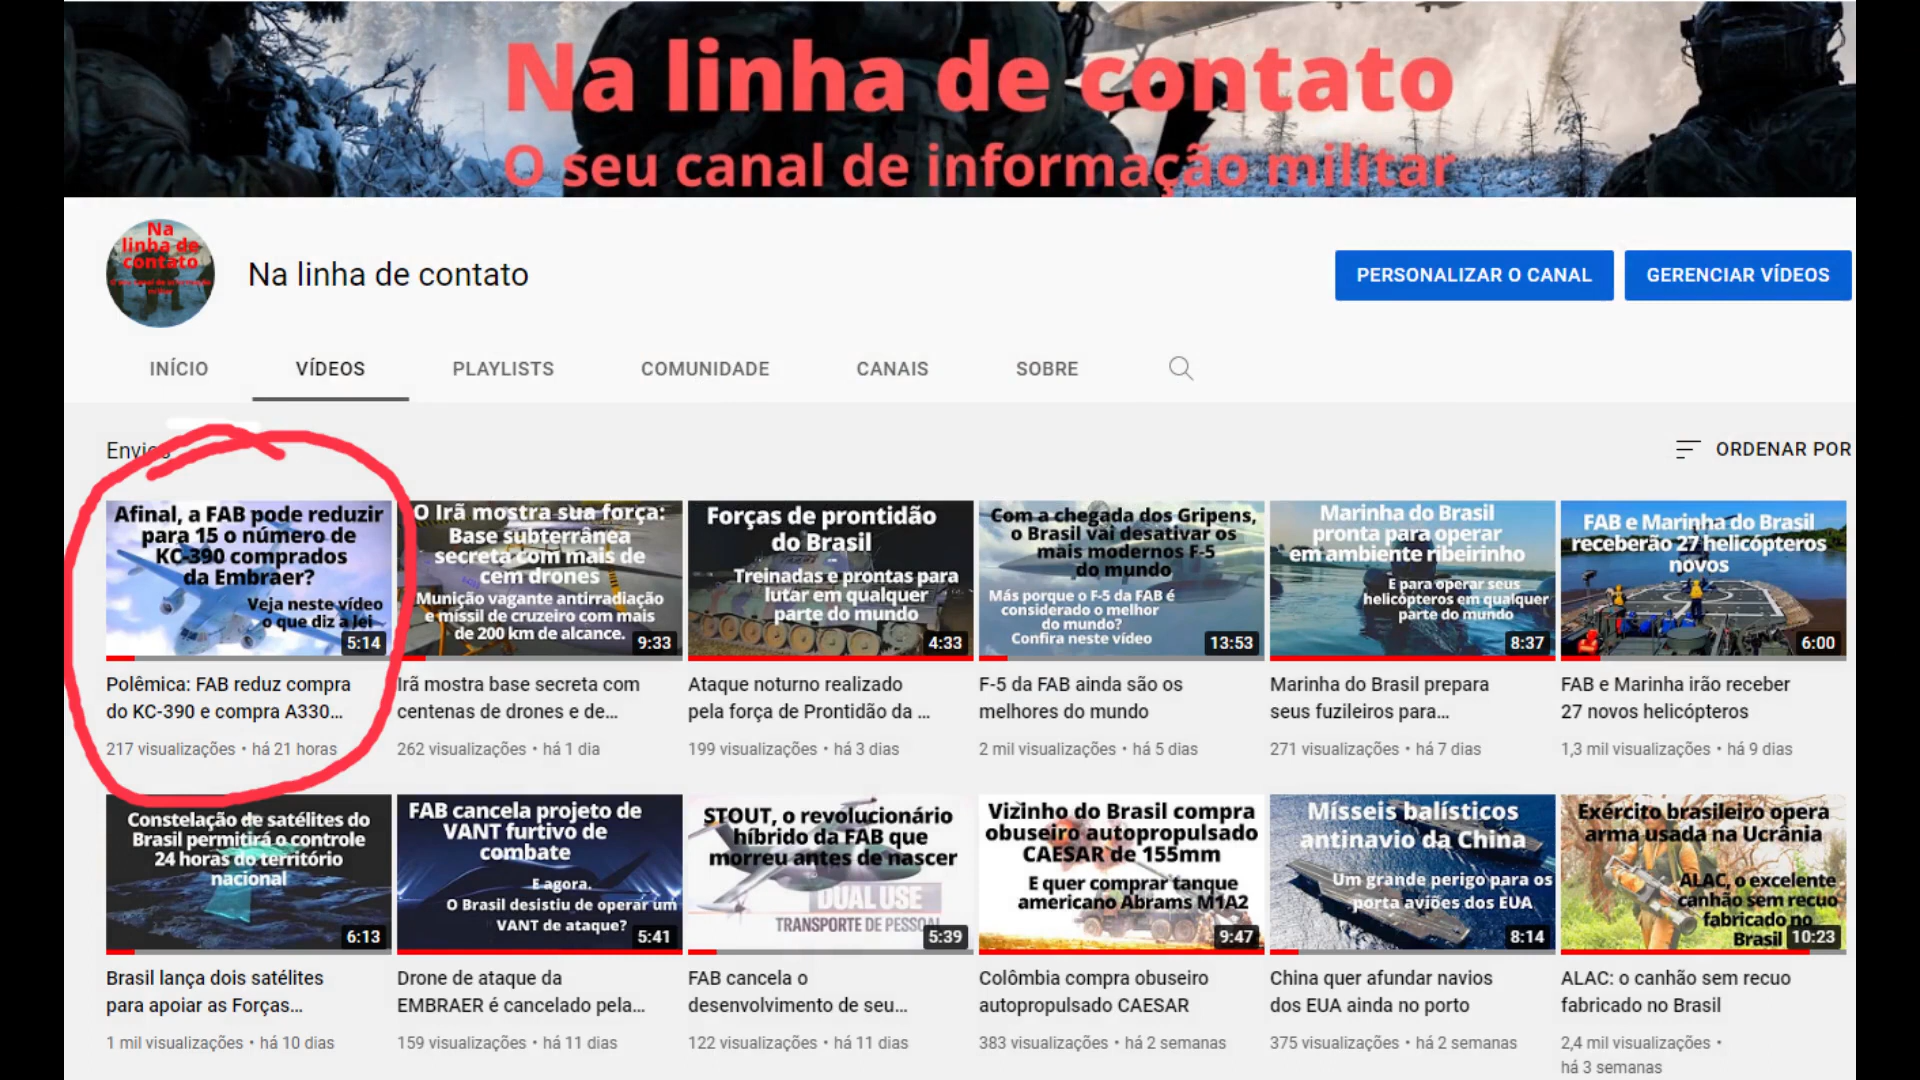 Na linha de contato
O seu canal de informação militar
Na
linha de
contato
Na linha de contato
PERSONALIZAR O CANAL
GERENCIAR VÍDEOS
INÍCIO
VÍDEOS
PLAYLISTS
COMUNIDADE
CANAIS
SOBRE
Envios
ORDENAR POR
Afinal, a FAB pode reduzir
para 15 o número de
KC-390 comprados
da Embraer?
Veja neste vídeo
o que diz a lei
5:14
Polêmica: FAB reduz compra
do KC-390 e compra A330...
217 visualizações • há 21 horas
O Irã mostra sua força:
Base subterrânea
secreta com mais de
cem drones
Munição vagante antirradiação
e míssil de cruzeiro com mais
de 200 km de alcance.
9:33
Irã mostra base secreta com
centenas de drones e de...
262 visualizações • há 1 dia
Forças de prontidão
do Brasil
Treinadas e prontas para
lutar em qualquer
parte do mundo
4:33
Ataque noturno realizado
pela força de Prontidão da ...
199 visualizações • há 3 dias
Com a chegada dos Gripens,
o Brasil vai desativar os
mais modernos F-5
do mundo
Más porque o F-5 da FAB é
considerado o melhor
do mundo?
Confira neste vídeo
13:53
F-5 da FAB ainda são os
melhores do mundo
2 mil visualizações • há 5 dias
Marinha do Brasil
pronta para operar
em ambiente ribeirinho
E para operar seus
helicópteros em qualquer
parte do mundo
8:37
Marinha do Brasil prepara
seus fuzileiros para...
271 visualizações • há 7 dias
FAB e Marinha do Brasil
receberão 27 helicópteros
novos
6:00
FAB e Marinha irão receber
27 novos helicópteros
1,3 mil visualizações • há 9 dias
Constelação de satélites do
Brasil permitirá o controle
24 horas do território
nacional
6:13
Brasil lança dois satélites
para apoiar as Forças...
1 mil visualizações • há 10 dias
FAB cancela projeto de
VANT furtivo de
combate
E agora.
O Brasil desistiu de operar um
VANT de ataque?
5:41
Drone de ataque da
EMBRAER é cancelado pela...
159 visualizações • há 11 dias
STOUT, o revolucionário
híbrido da FAB que
morreu antes de nascer
DUAL USE
TRANSPORTE DE PESSOAL
5:39
FAB cancela o
desenvolvimento de seu...
122 visualizações • há 11 dias
Vizinho do Brasil compra
obuseiro autopropulsado
CAESAR de 155mm
E quer comprar tanque
americano Abrams M1A2
9:47
Colômbia compra obuseiro
autopropulsado CAESAR
383 visualizações • há 2 semanas
Mísseis balísticos
antinavio da China
Um grande perigo para os
porta aviões dos EUA
8:14
China quer afundar navios
dos EUA ainda no porto
375 visualizações • há 2 semanas
Exército brasileiro opera
arma usada na Ucrânia
ALAC, o excelente
canhão sem recuo
fabricado no
Brasil
10:23
ALAC: o canhão sem recuo
fabricado no Brasil
2,4 mil visualizações •
há 3 semanas